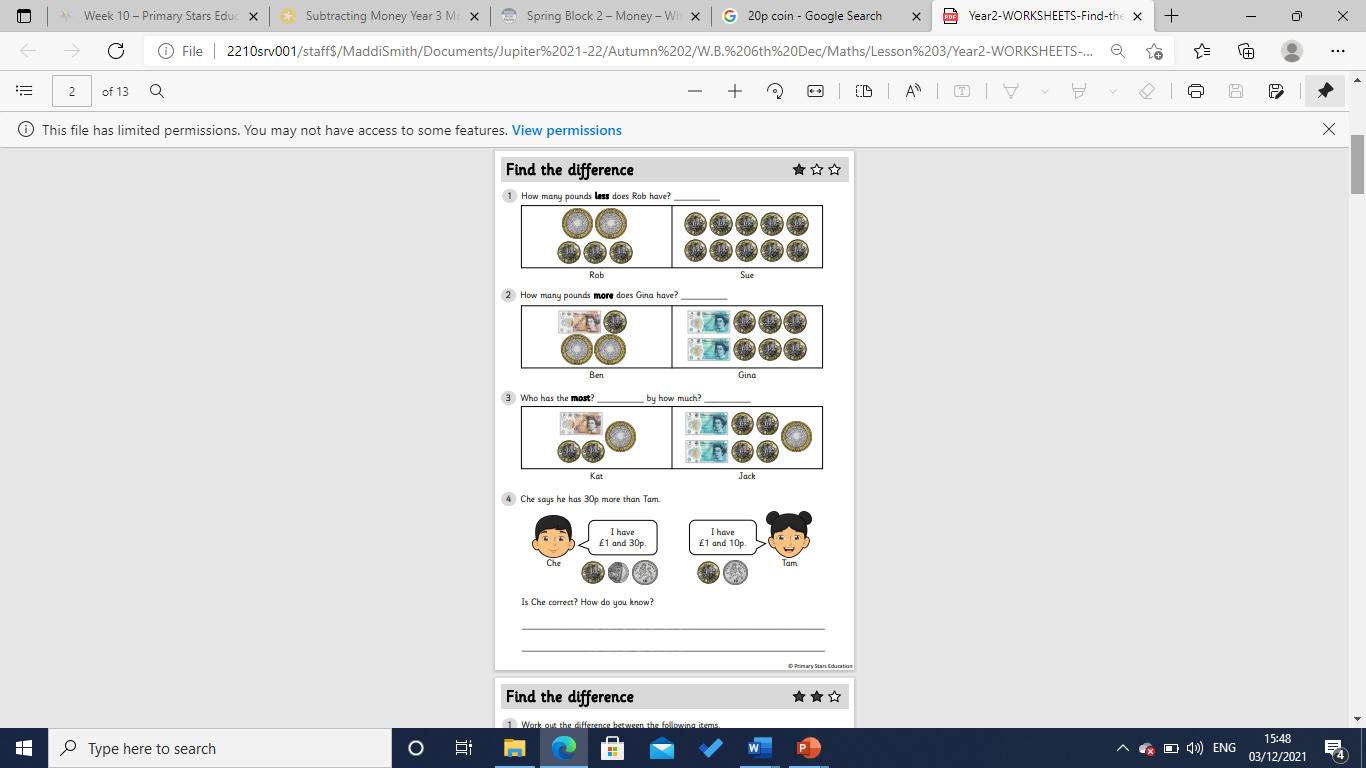 Week 10 – Primary Stars Educ
Subtracting Money Year 3 Mo
Spring Block 2 – Money – Wh
20p coin - Google Search
Year2-WORKSHEETS-Find-the
File
2210srv001/staff$/MaddiSmith/Documents/Jupiter%2021-22/Autumn%202/W.B.%206th%20Dec/Maths/Lesson%203/Year2-WORKSHEETS-...
2 of 13
This file has limited permissions. You may not have access to some features. View permissions
Find the difference
1 How many pounds less does Rob have? __________
Rob Sue
2 How many pounds more does Gina have? __________
Ben Gina
3 Who has the most? __________ by how much? __________
Kat Jack
4 Che says he has 30p more than Tam.
I have
£1 and 30p.
Che
I have
£1 and 10p.
Tam
Is Che correct? How do you know?
© Primary Stars Education
Find the difference
1 Work out the difference between the following items.
Type here to search
ENG
15:48
03/12/2021
4